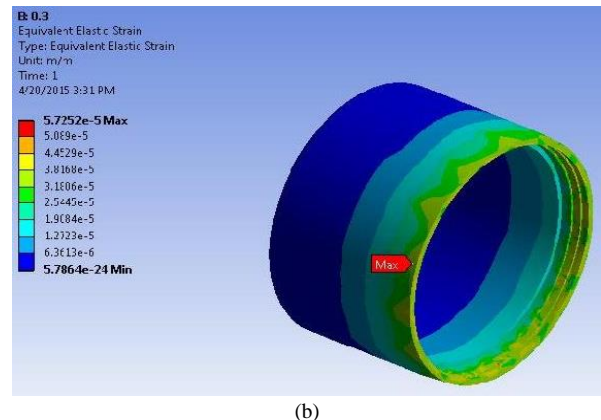 B: 0.3
Equivalent Elastic Strain
Type: Equivalent Elastic Strain
Unit: m/m
Time: 1
4/20/2015 3:31 PM
5.7252e-5 Max
5.089e-5
4.4529e-5
3.8168e-5
3.1806e-5
2.5445e-5
1.9084e-5
1.2723e-5
6.3613e-6
5.7864e-24 Min
Max
(b)